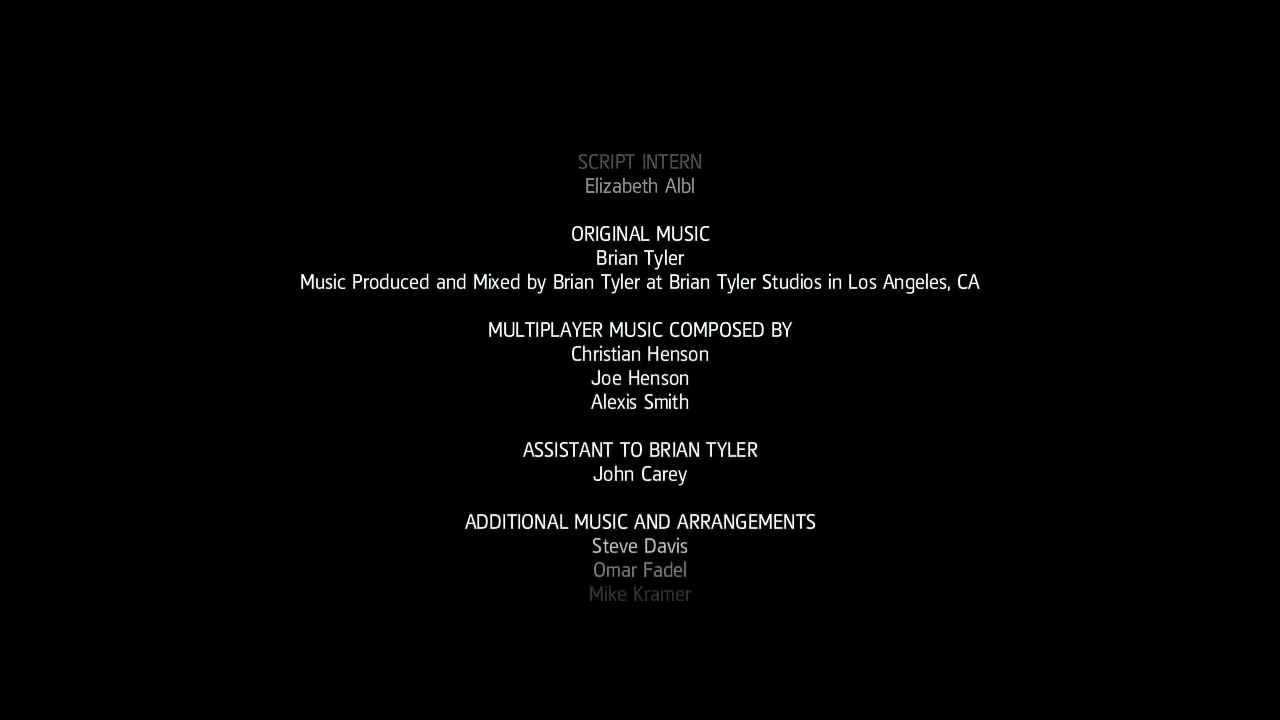 SCRIPT INTERN
Elizabeth Albl
ORIGINAL MUSIC
Brian Tyler
Music Produced and Mixed by Brian Tyler at Brian Tyler Studios in Los Angeles, CA
MULTIPLAYER MUSIC COMPOSED BY
Christian Henson
Joe Henson
Alexis Smith
ASSISTANT TO BRIAN TYLER
John Carey
ADDITIONAL MUSIC AND ARRANGEMENTS
Steve Davis
Omar Fadel
Mike Kramer